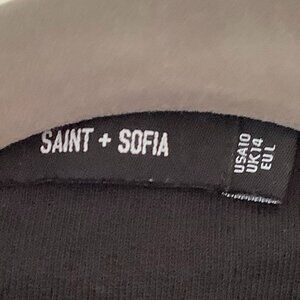 SAINT + SOFIA
USA10
UK14
EU L